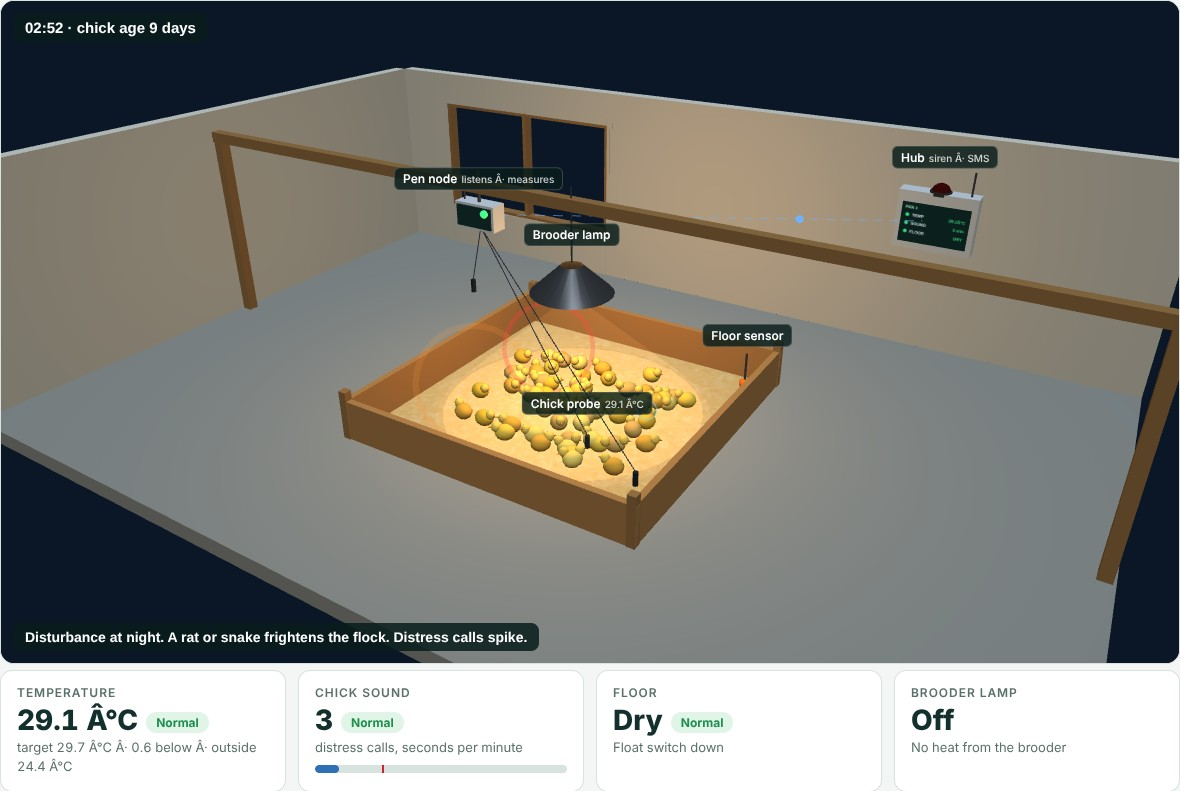 02:52 · chick age 9 days
Hub siren Â· SMS
Pen node listens Â· measures
Brooder lamp
Floor sensor
Chick probe 29.1 Â°C
Disturbance at night. A rat or snake frightens the flock. Distress calls spike.
TEMPERATURE
29.1 Â°C Normal
target 29.7 Â°C Â· 0.6 below Â· outside
24.4 Â°C
CHICK SOUND
3 Normal
distress calls, seconds per minute
FLOOR
Dry Normal
Float switch down
BROODER LAMP
Off
No heat from the brooder